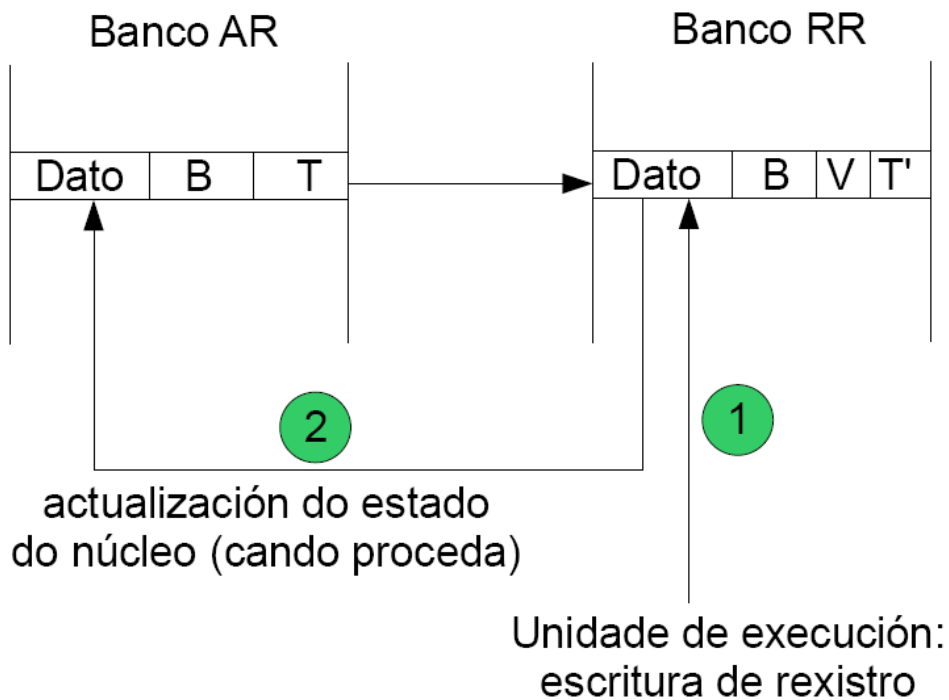 Banco AR
Banco RR
Dato B T
Dato B V T'
2
1
actualización do estado
do núcleo (cando proceda)
Unidade de execución:
escritura de rexistro